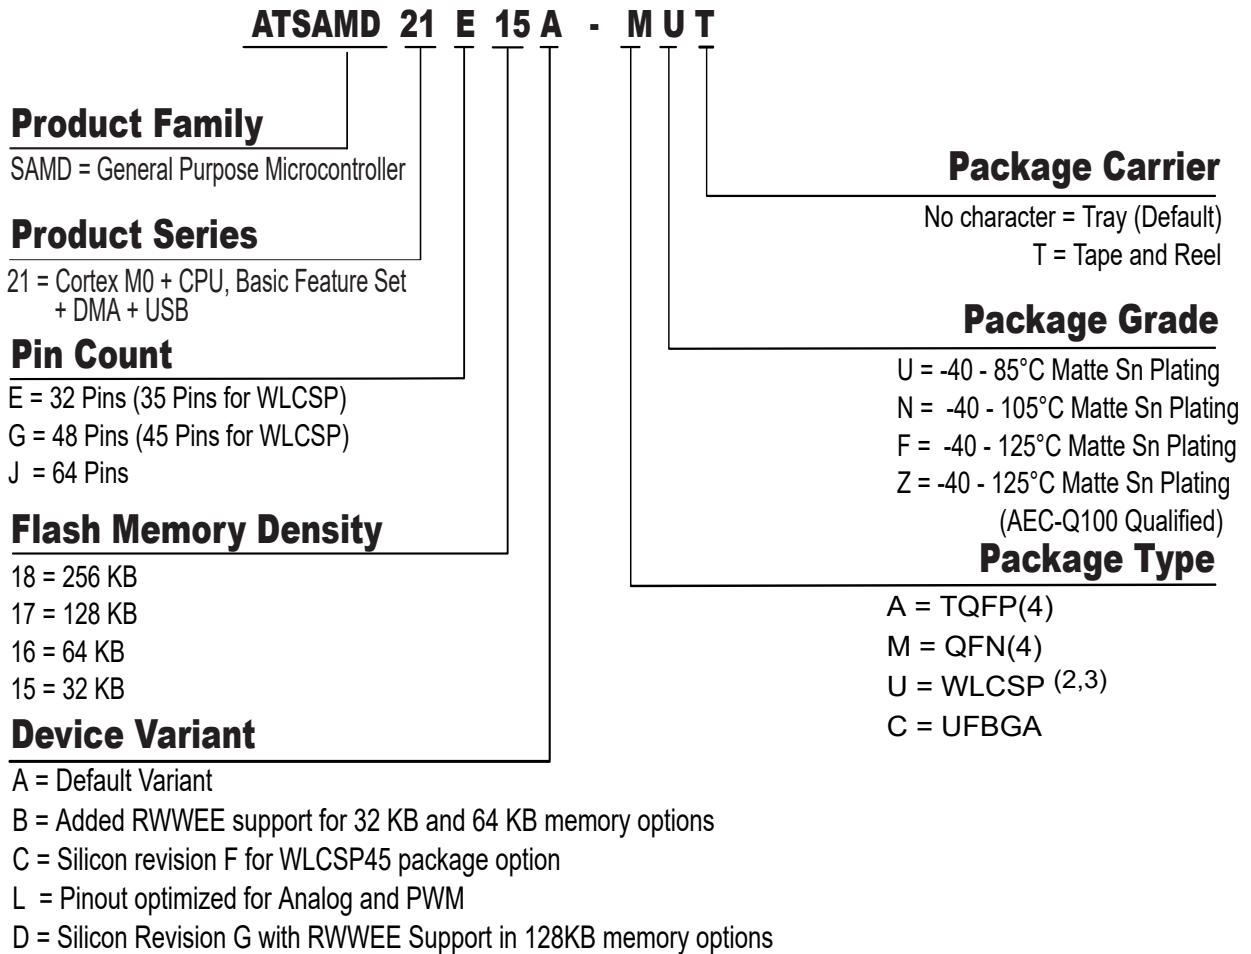 ATSAMD 21 E 15 A - M U T
Product Family
SAMD = General Purpose Microcontroller
Product Series
21 = Cortex M0 + CPU, Basic Feature Set
+ DMA + USB
Pin Count
E = 32 Pins (35 Pins for WLCSP)
G = 48 Pins (45 Pins for WLCSP)
J = 64 Pins
Flash Memory Density
18 = 256 KB
17 = 128 KB
16 = 64 KB
15 = 32 KB
Device Variant
A = Default Variant
B = Added RWWEE support for 32 KB and 64 KB memory options
C = Silicon revision F for WLCSP45 package option
L = Pinout optimized for Analog and PWM
D = Silicon Revision G with RWWEE Support in 128KB memory options
Package Carrier
No character = Tray (Default)
T = Tape and Reel
Package Grade
U = -40 - 85°C Matte Sn Plating
N = -40 - 105°C Matte Sn Plating
F = -40 - 125°C Matte Sn Plating
Z = -40 - 125°C Matte Sn Plating
(AEC-Q100 Qualified)
Package Type
A = TQFP(4)
M = QFN(4)
U = WLCSP (2,3)
C = UFBGA